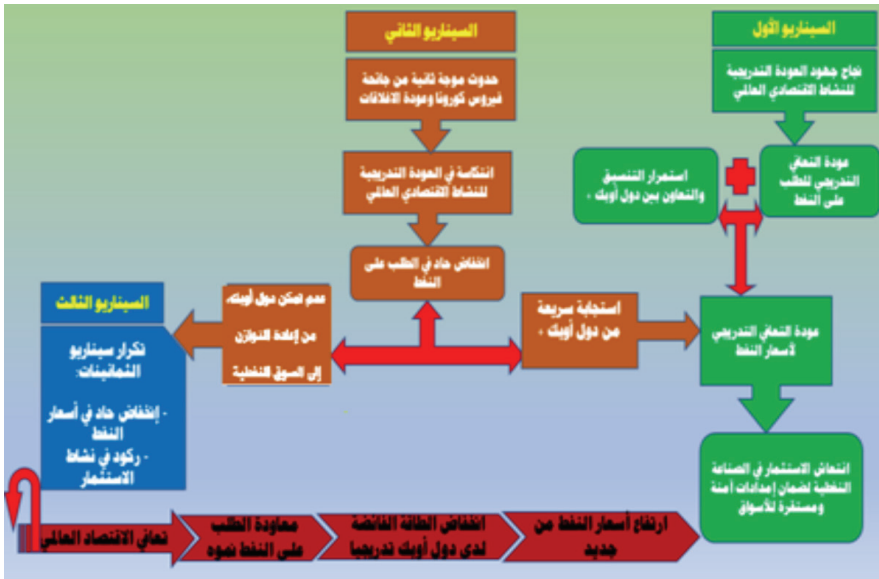 السيناريو الأول
نجاح جهود العودة التدريجية
للنشاط الاقتصادي العالمي
عودة التعافي
التدريجي للطلب
على النفط
استمرار التنسيق
والتعاون بين دول أوبك +
عودة التعافي التدريجي
لأسعار النفط
انتعاش الاستثمار في الصناعة
النفطية لضمان إمدادات آمنة
ومستقرة للأسواق
السيناريو الثاني
حدوث موجة ثانية من جائحة
فيروس كورونا وعودة الاغلاقات
انتكاسة في العودة التدريجية
للنشاط الاقتصادي العالمي
انخفاض حاد في الطلب على
النفط
استجابة سريعة
من دول أوبك +
عدم تمكن دول أوبك+
من إعادة التوازن
إلى السوق النفطية
السيناريو الثالث
تكرار سيناريو
الثمانينات:
- إنخفاض حاد في أسعار
النفط
- ركود في نشاط
الاستثمار
تعافي الاقتصاد العالمي
معاودة الطلب
على النفط نموه
انخفاض الطاقة الفائضة
لدى دول أوبك تدريجيا
ارتفاع أسعار النفط من
جديد